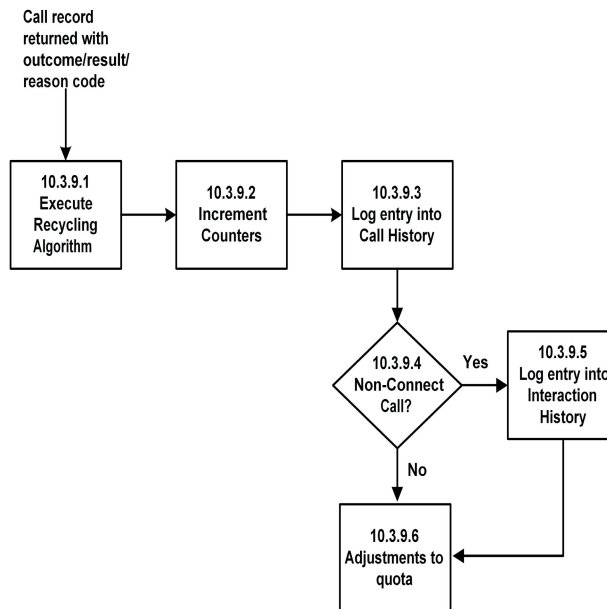 Call record
returned with
outcome/result/
reason code
10.3.9.1
Execute
Recycling
Algorithm
10.3.9.2
Increment
Counters
10.3.9.3
Log entry into
Call History
10.3.9.4
Non-Connect
Call?
Yes
10.3.9.5
Log entry into
Interaction
History
No
10.3.9.6
Adjustments to
quota